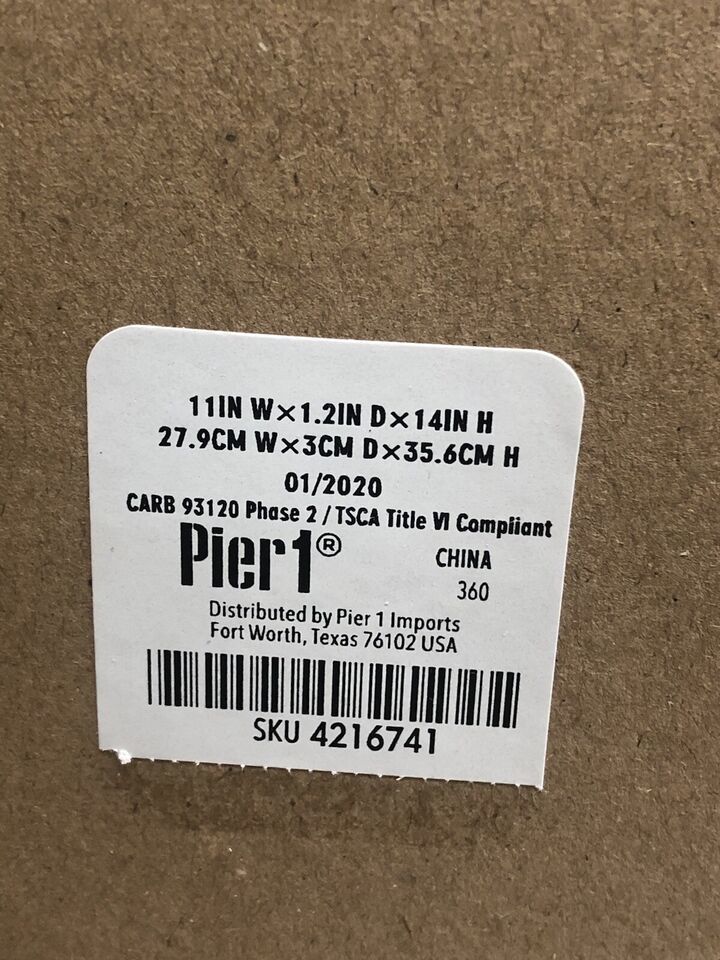 11IN W×1.2IN D×14IN H
27.9CM W×3CM D×35.6CM H
01/2020
CARB 93120 Phase 2 / TSCA Title VI Compliant
Pier1® CHINA
360
Distributed by Pier 1 Imports
Fort Worth, Texas 76102 USA
SKU 4216741